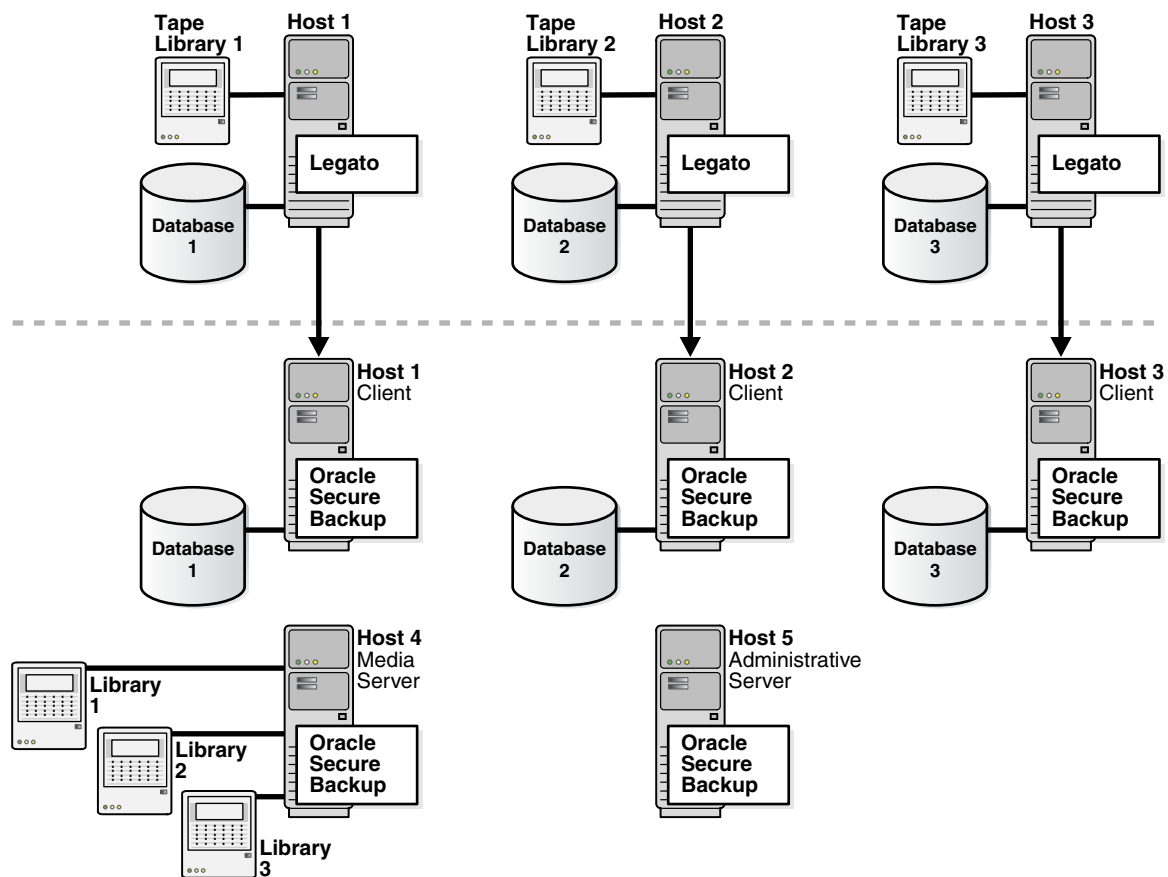 Tape
Library 1
Host 1
Legato
Database
1
Tape
Library 2
Host 2
Legato
Database
2
Tape
Library 3
Host 3
Legato
Database
3
Host 1
Client
Oracle
Secure
Backup
Database
1
Host 2
Client
Oracle
Secure
Backup
Database
2
Host 3
Client
Oracle
Secure
Backup
Database
3
Host 4
Media
Server
Oracle
Secure
Backup
Library
1
Library
2
Library
3
Host 5
Administrative
Server
Oracle
Secure
Backup